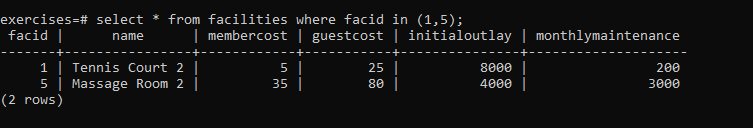 exercises=# select * from facilities where facid in (1,5);
 facid |      name      | membercost | guestcost | initialoutlay | monthlymaintenance
-------+----------------+------------+-----------+---------------+--------------------
     1 | Tennis Court 2 |          5 |        25 |          8000 |                200
     5 | Massage Room 2 |         35 |        80 |          4000 |               3000
(2 rows)